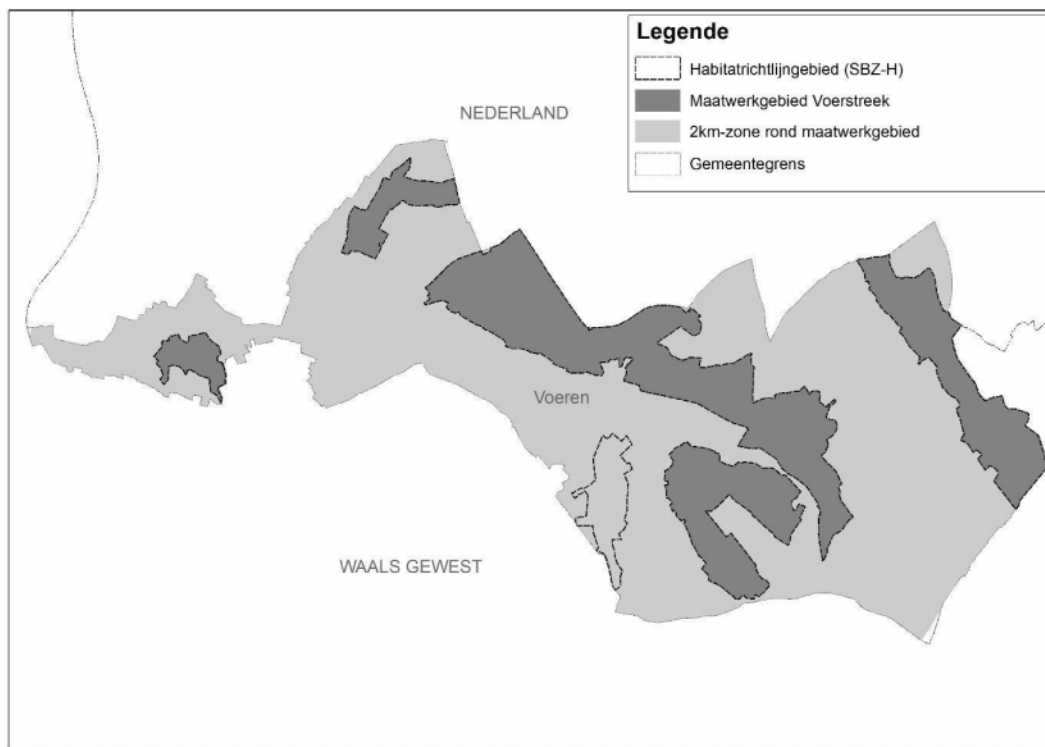 Legende
Habitatrichtlijngebied (SBZ-H)
Maatwerkgebied Voerstreek
2km-zone rond maatwerkgebied
Gemeentegrens
NEDERLAND
Voeren
WAALS GEWEST